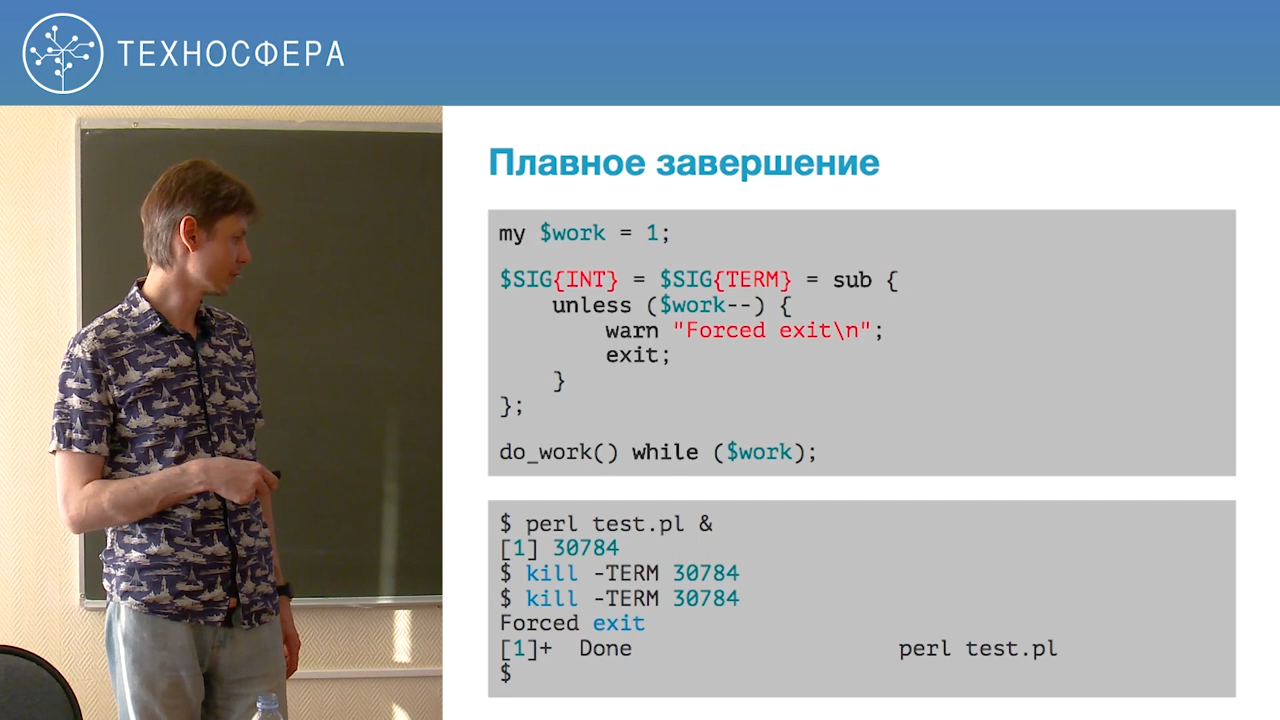 ТЕХНОСФЕРА
Плавное завершение
my $work = 1;
$SIG{INT} = $SIG{TERM} = sub {
    unless ($work--) {
        warn "Forced exit\n";
        exit;
    }
};
do_work() while ($work);
$ perl test.pl &
[1] 30784
$ kill -TERM 30784
$ kill -TERM 30784
Forced exit
[1]+  Done                    perl test.pl
$